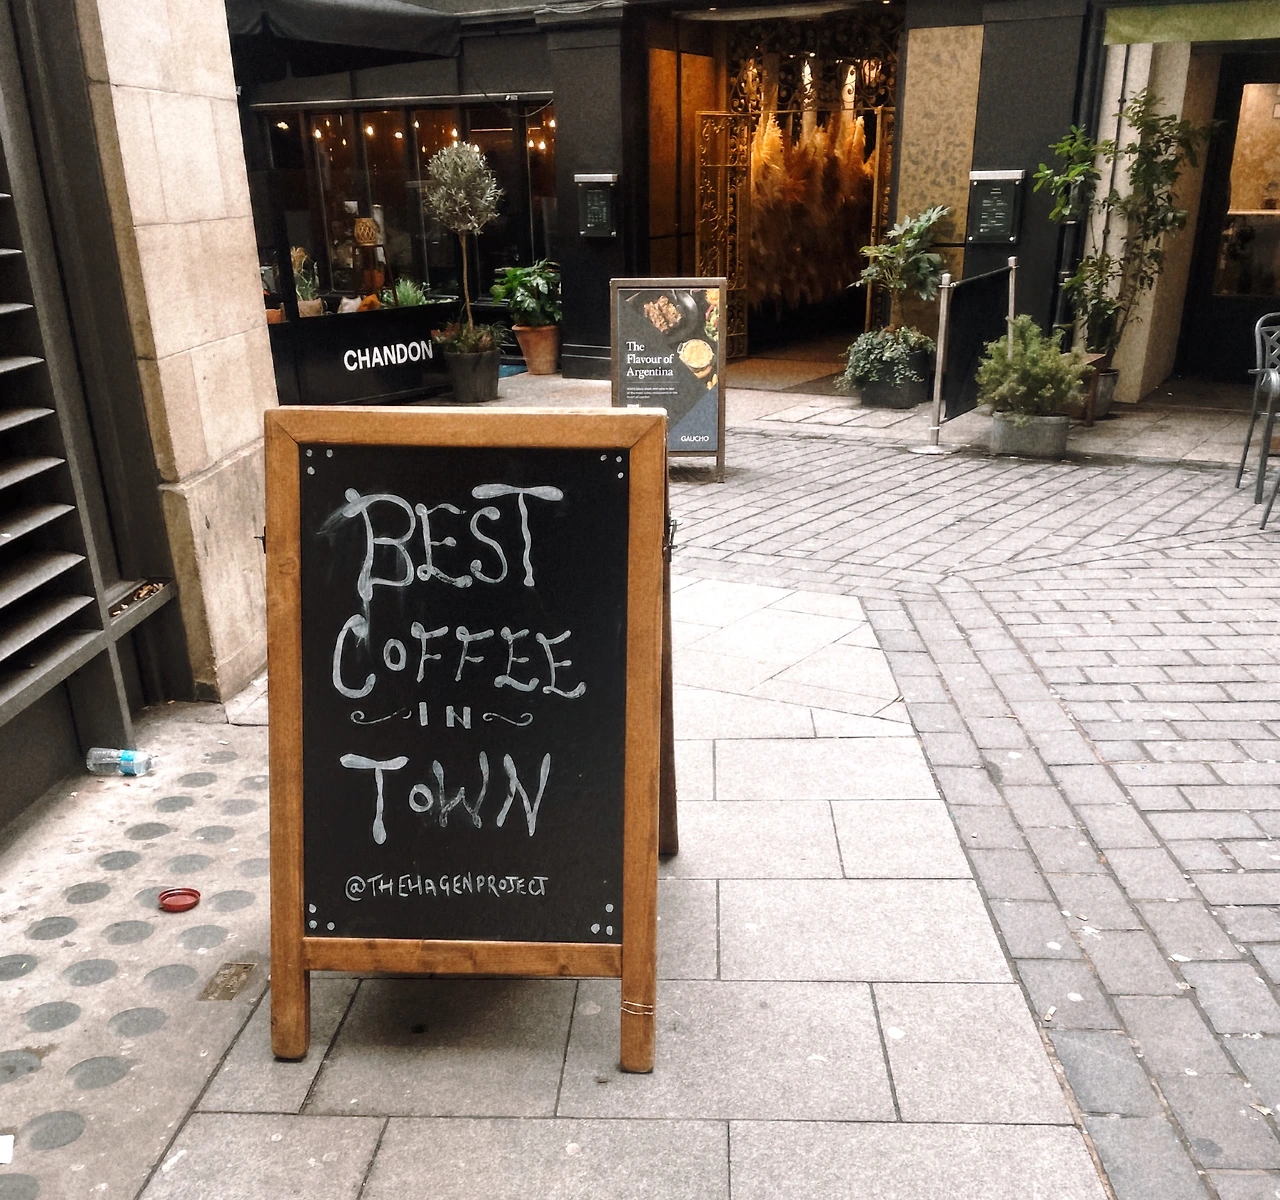 BEST
COFFEE
IN
TOWN
@THEHAGENPROJECT
CHANDON
The
Flavour of
Argentina
GAUCHO